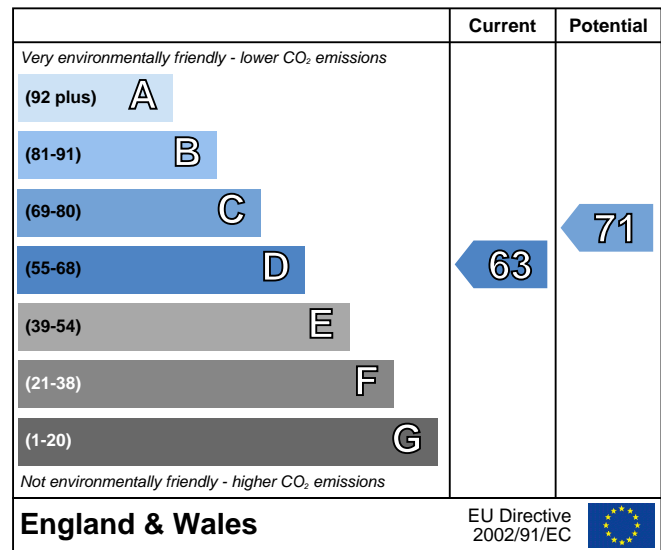 Current Potential
Very environmentally friendly - lower CO₂ emissions
(92 plus) A
(81-91) B
(69-80) C
(55-68) D
(39-54) E
(21-38) F
(1-20) G
63
71
Not environmentally friendly - higher CO₂ emissions
England & Wales
EU Directive
2002/91/EC